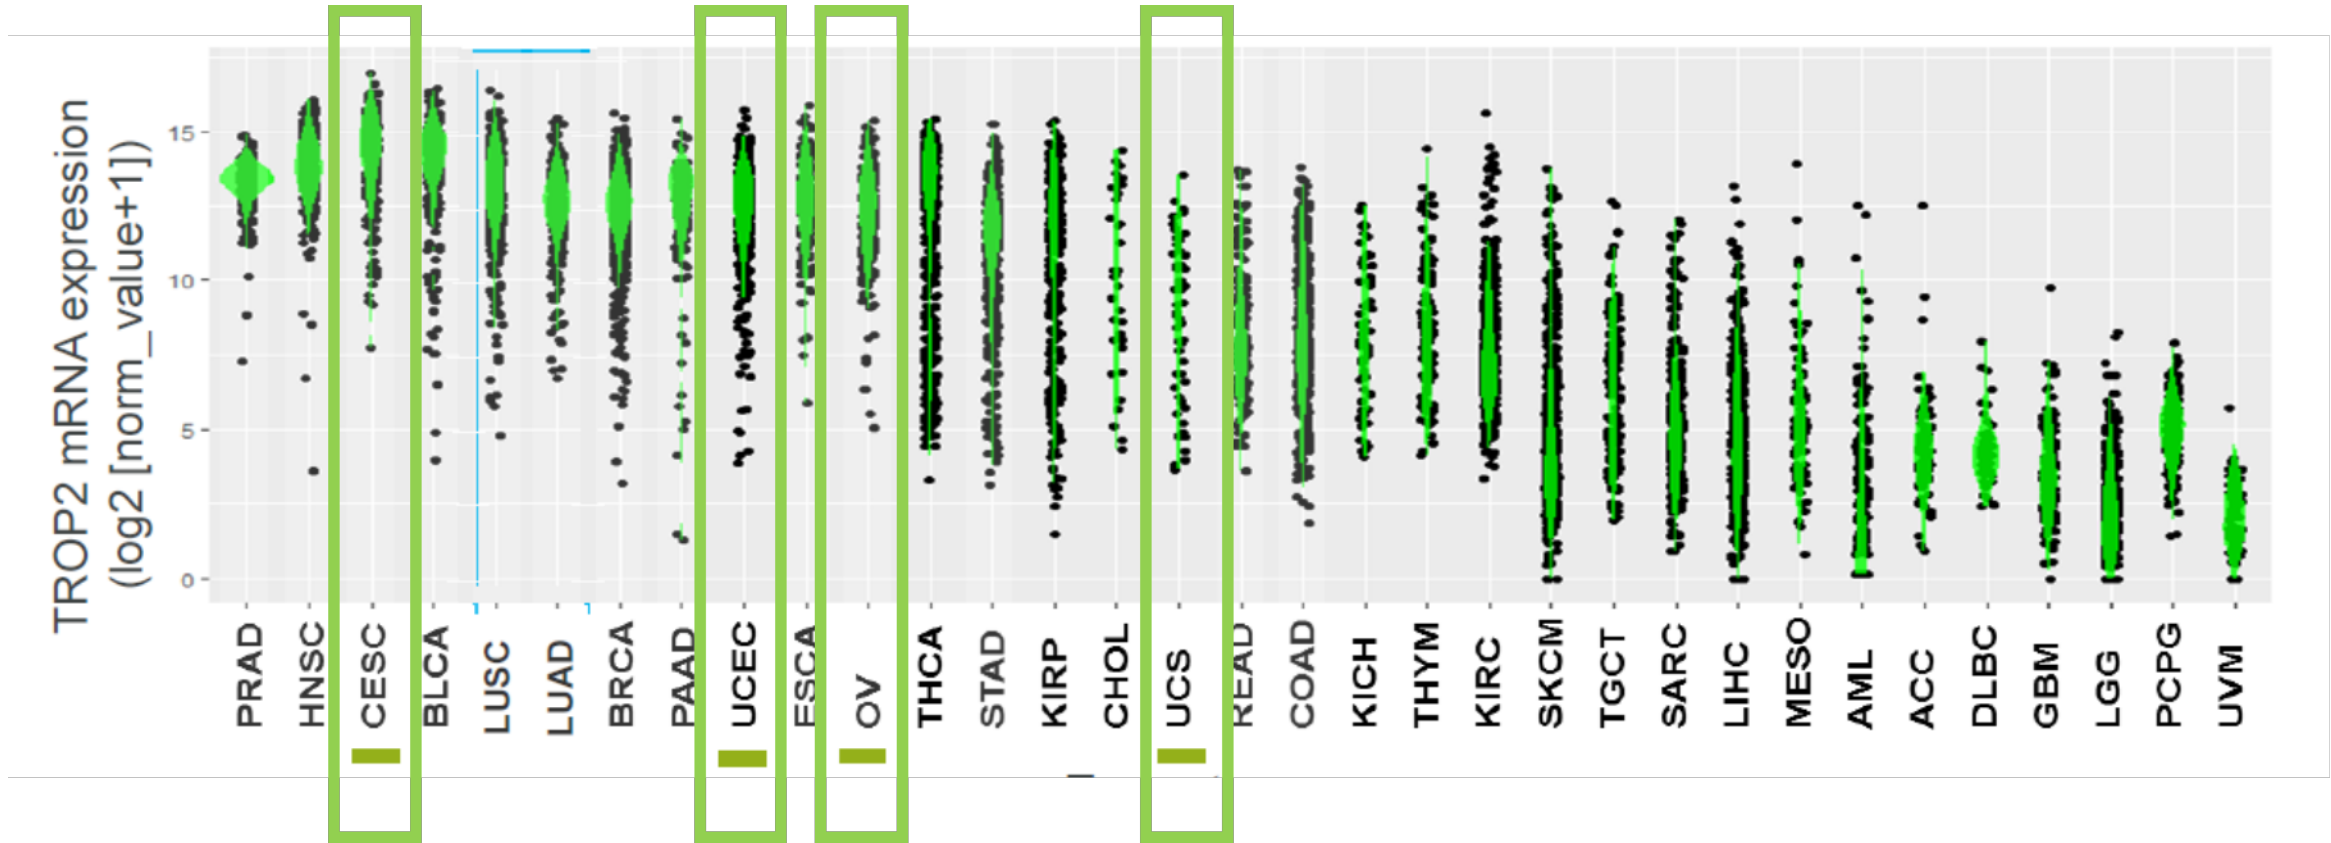 TROP2 mRNA expression
(log2 [norm_value+1])
15
10
5
0
PRAD
HNSC
CESC
BLCA
LUSC
LUAD
BRCA
PAAD
UCEC
ESCA
OV
THCA
STAD
KIRP
CHOL
UCS
READ
COAD
KICH
THYM
KIRC
SKCM
TGCT
SARC
LIHC
MESO
AML
ACC
DLBC
GBM
LGG
PCPG
UVM